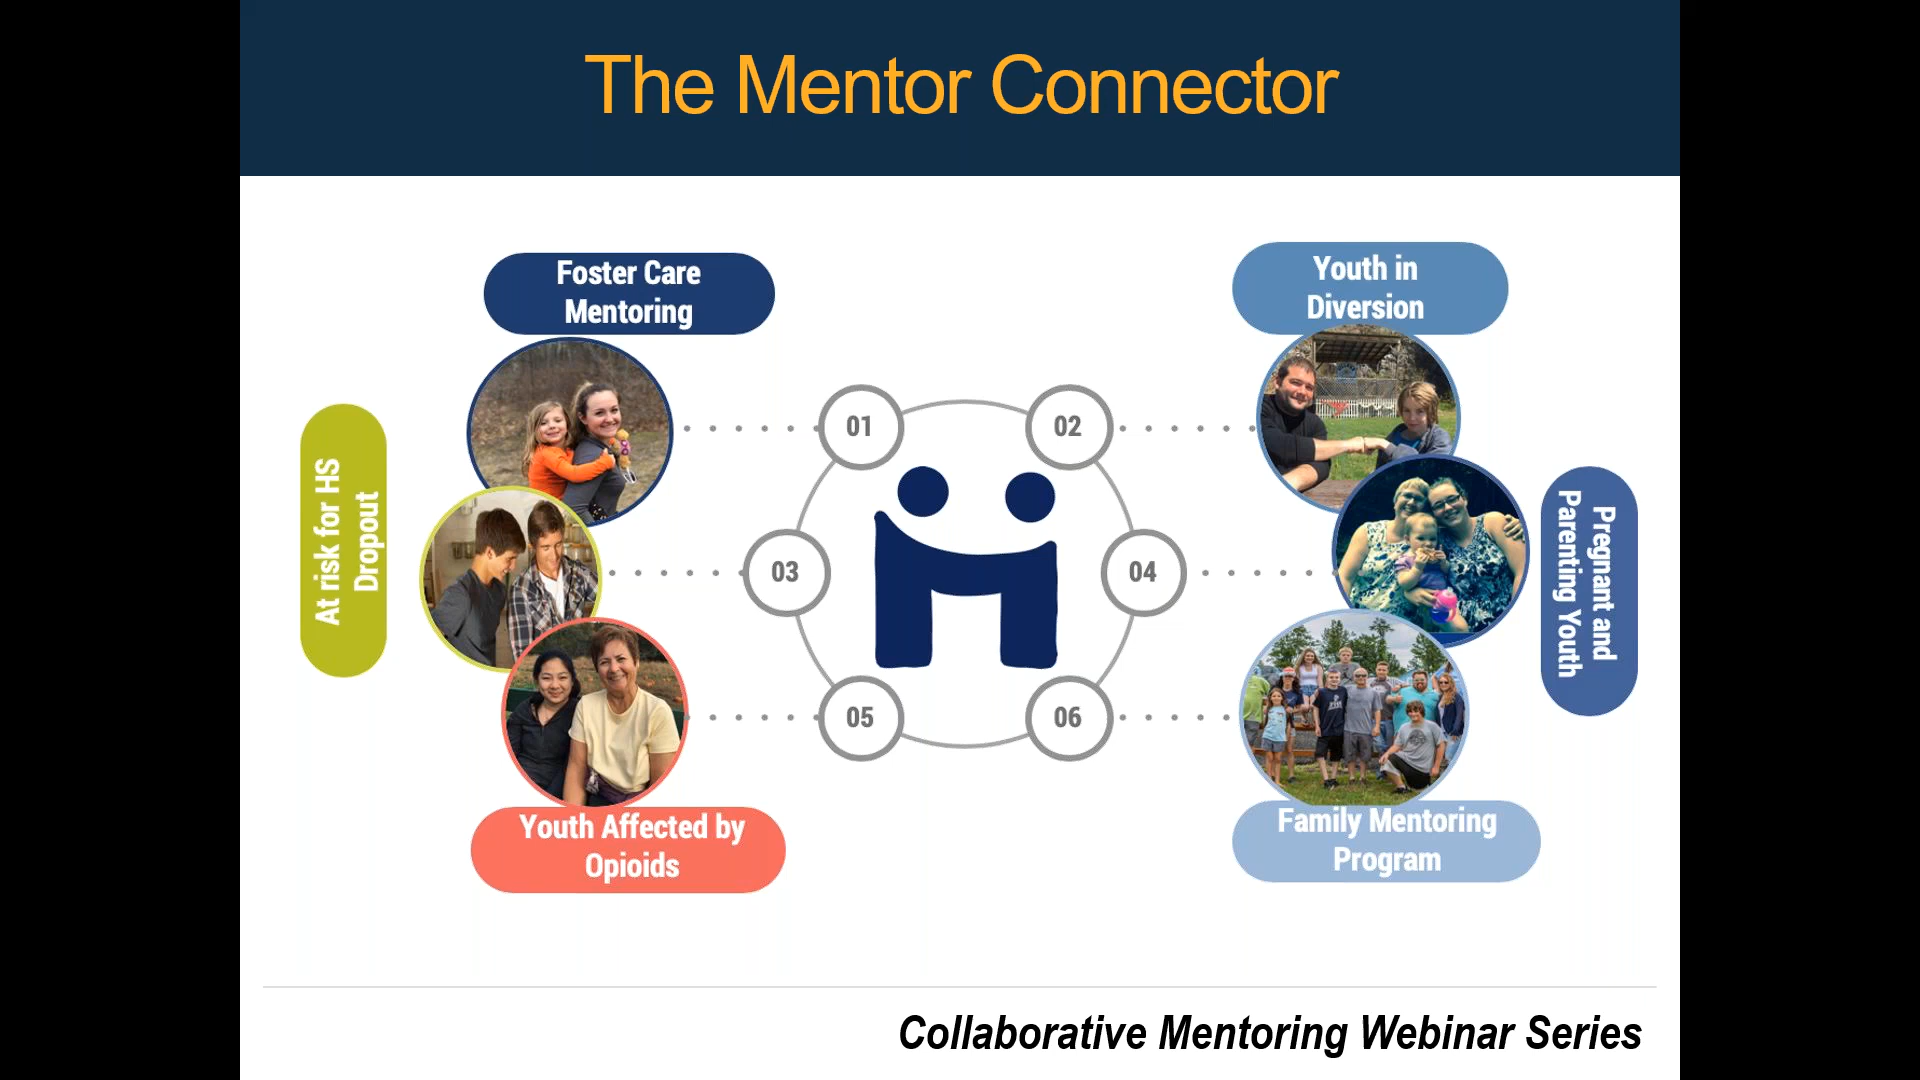 The Mentor Connector
Foster Care
Mentoring
Youth in
Diversion
01
02
At risk for HS
Dropout
03
04
Pregnant and
Parenting Youth
05
06
Youth Affected by
Opioids
Family Mentoring
Program
Collaborative Mentoring Webinar Series